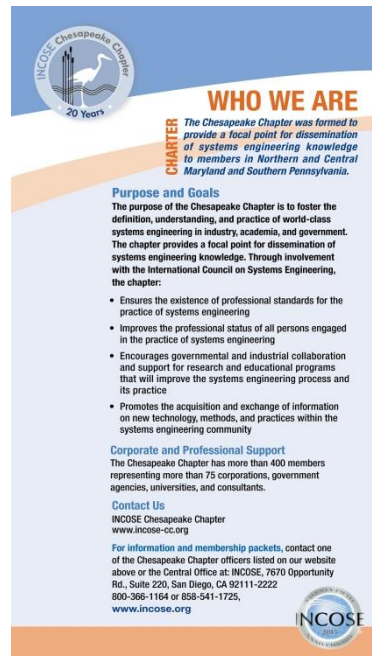 INCOSE Chesapeake Chapter
20 Years
WHO WE ARE
CHARTER
The Chesapeake Chapter was formed to
provide a focal point for dissemination
of systems engineering knowledge
to members in Northern and Central
Maryland and Southern Pennsylvania.
Purpose and Goals
The purpose of the Chesapeake Chapter is to foster the
definition, understanding, and practice of world-class
systems engineering in industry, academia, and government.
The chapter provides a focal point for dissemination of
systems engineering knowledge. Through involvement
with the International Council on Systems Engineering,
the chapter:
• Ensures the existence of professional standards for the
practice of systems engineering
• Improves the professional status of all persons engaged
in the practice of systems engineering
• Encourages governmental and industrial collaboration
and support for research and educational programs
that will improve the systems engineering process and
its practice
• Promotes the acquisition and exchange of information
on new technology, methods, and practices within the
systems engineering community
Corporate and Professional Support
The Chesapeake Chapter has more than 400 members
representing more than 75 corporations, government
agencies, universities, and consultants.
Contact Us
INCOSE Chesapeake Chapter
www.incose-cc.org
For information and membership packets, contact one
of the Chesapeake Chapter officers listed on our website
above or the Central Office at: INCOSE, 7670 Opportunity
Rd., Suite 220, San Diego, CA 92111-2222
800-366-1164 or 858-541-1725,
www.incose.org
INCOSE